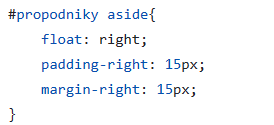 #propodniky aside{
    float: right;
    padding-right: 15px;
    margin-right: 15px;
}